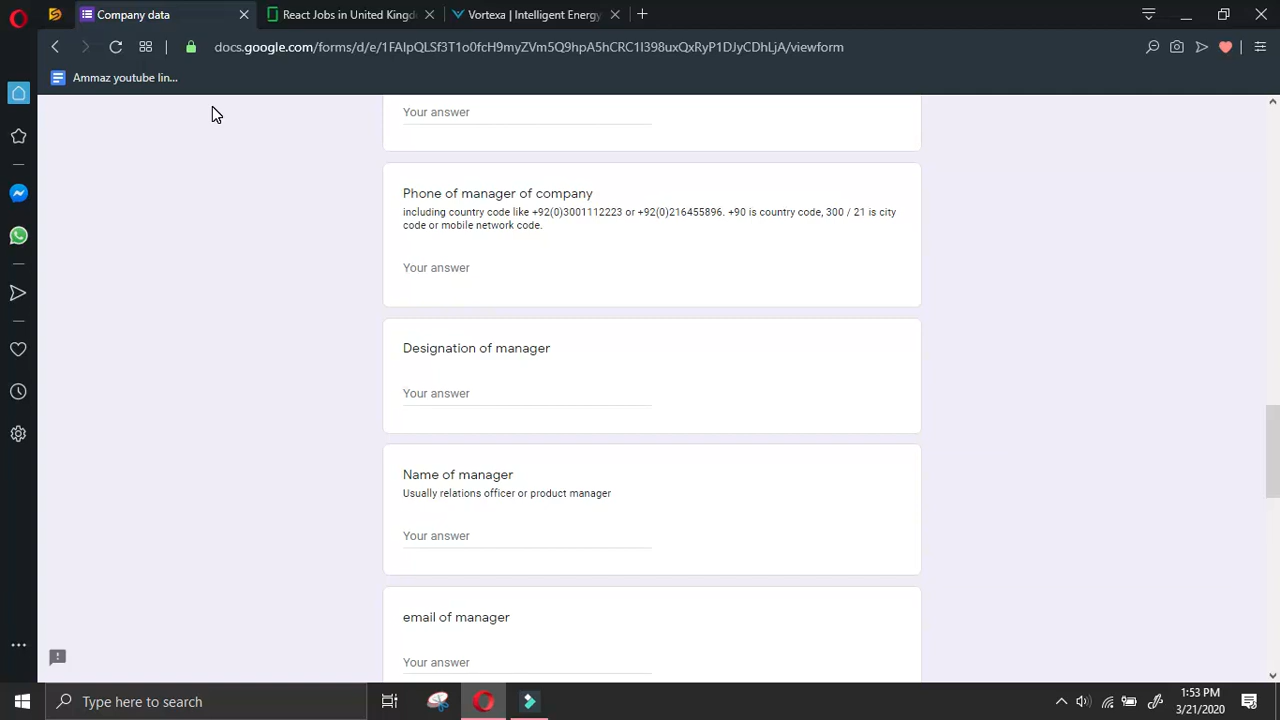 Company data
React Jobs in United Kingd
Vortexa | Intelligent Energy
docs.google.com/forms/d/e/1FAIpQLSf3T1o0fcH9myZVm5Q9hpA5hCRC1I398uxQxRyP1DJyCDhLjA/viewform
Ammaz youtube lin...
Your answer
Phone of manager of company
including country code like +92(0)3001112223 or +92(0)216455896. +90 is country code, 300 / 21 is city
code or mobile network code.
Your answer
Designation of manager
Your answer
Name of manager
Usually relations officer or product manager
Your answer
email of manager
Your answer
Type here to search
1:53 PM
3/21/2020